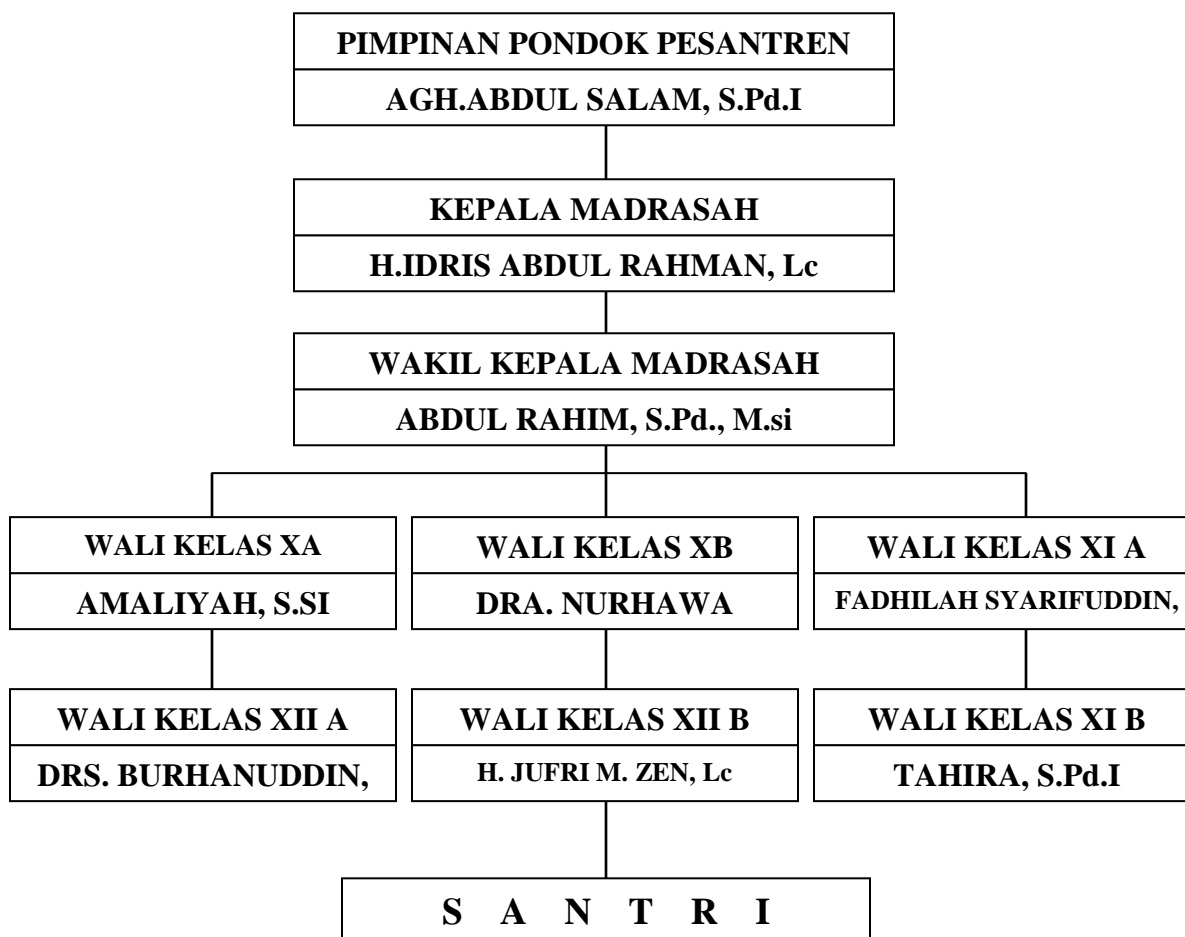 PIMPINAN PONDOK PESANTREN
AGH.ABDUL SALAM, S.Pd.I
KEPALA MADRASAH
H.IDRIS ABDUL RAHMAN, Lc
WAKIL KEPALA MADRASAH
ABDUL RAHIM, S.Pd., M.si
WALI KELAS XA
AMALIYAH, S.SI
WALI KELAS XB
DRA. NURHAWA
WALI KELAS XI A
FADHILAH SYARIFUDDIN,
WALI KELAS XII A
DRS. BURHANUDDIN,
WALI KELAS XII B
H. JUFRI M. ZEN, Lc
WALI KELAS XI B
TAHIRA, S.Pd.I
S A N T R I